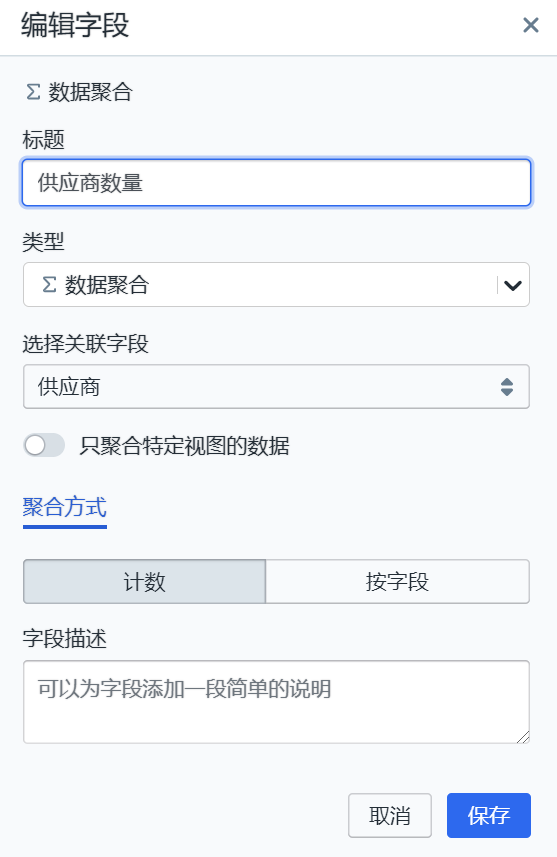 编辑字段
Σ 数据聚合
标题
供应商数量
类型
Σ 数据聚合
选择关联字段
供应商
只聚合特定视图的数据
聚合方式
计数 按字段
字段描述
可以为字段添加一段简单的说明
取消 保存